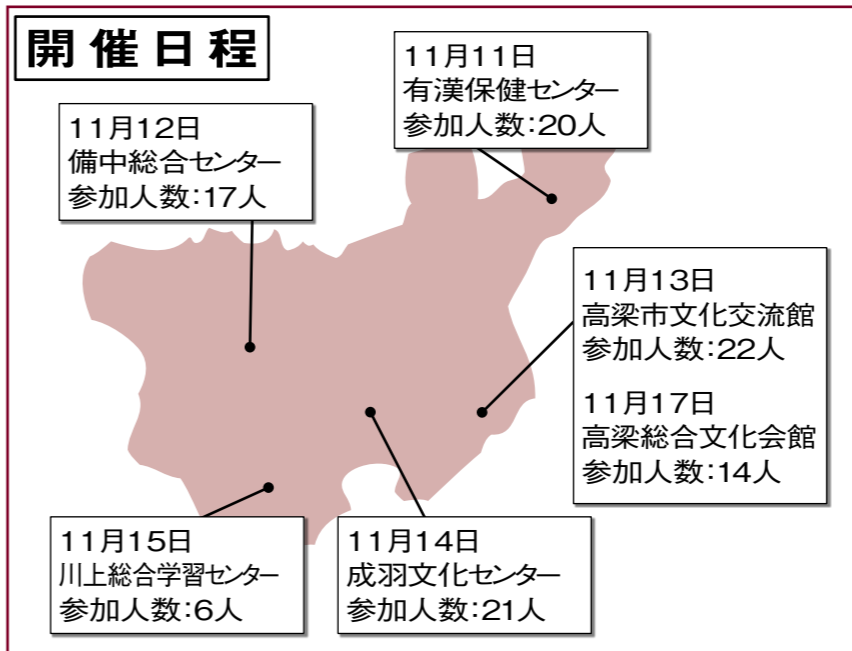 開催日程
11月11日
有漢保健センター
参加人数:20人
11月12日
備中総合センター
参加人数:17人
11月13日
高梁市文化交流館
参加人数:22人
11月17日
高梁総合文化会館
参加人数:14人
11月15日
川上総合学習センター
参加人数:6人
11月14日
成羽文化センター
参加人数:21人